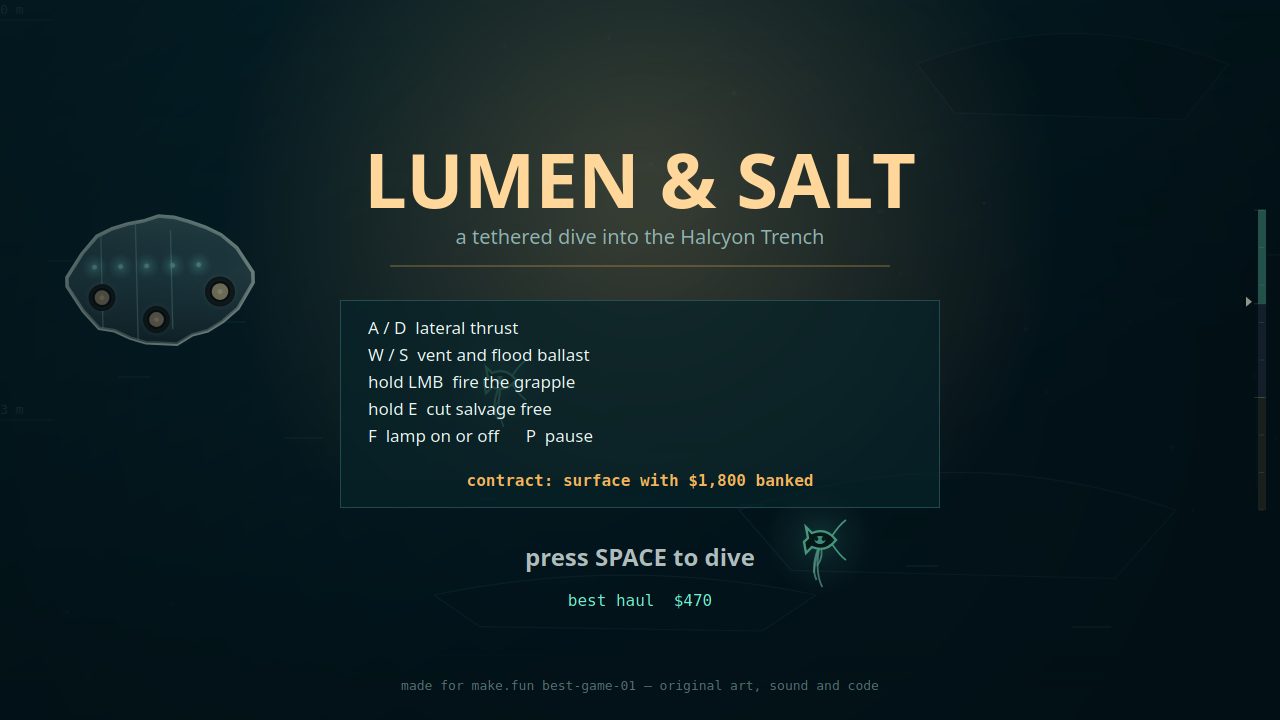 0 m
LUMEN & SALT
a tethered dive into the Halcyon Trench
A / D  lateral thrust
W / S  vent and flood ballast
hold LMB  fire the grapple
hold E  cut salvage free
F  lamp on or off    P  pause
3 m
contract: surface with $1,800 banked
press SPACE to dive
best haul  $470
made for make.fun best-game-01 — original art, sound and code